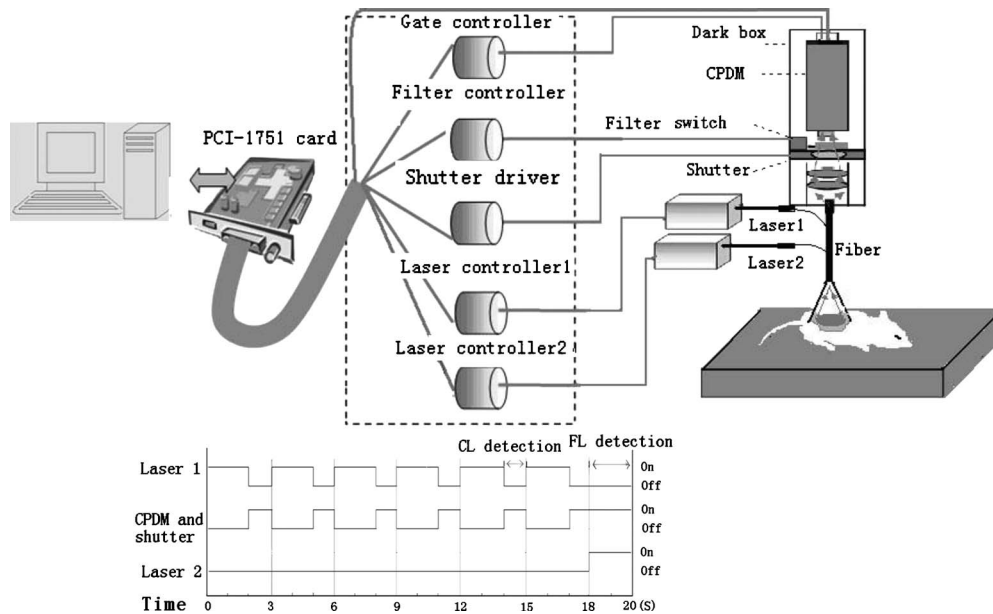 Gate controller
Dark box
CPDM
Filter controller
Filter switch
PCI-1751 card
Shutter driver
Shutter
Laser1
Fiber
Laser controller1
Laser2
Laser controller2
CL detection
FL detection
Laser 1
On
Off
CPDM and
shutter
On
Off
Laser 2
On
Off
Time 0 3 6 9 12 15 18 20 (S)